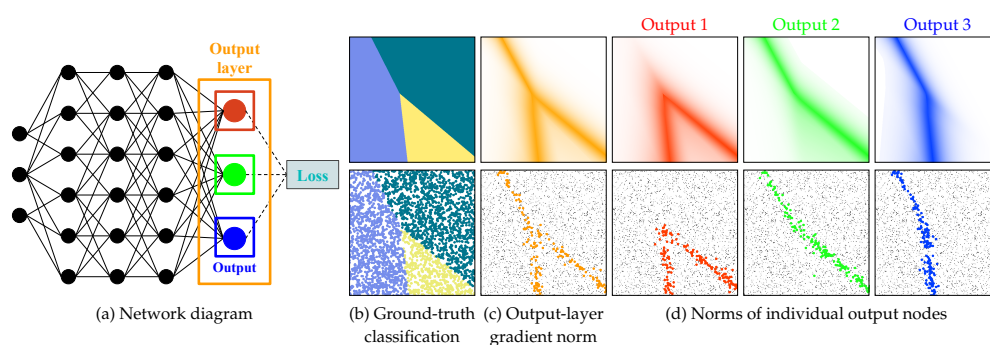 Output
layer
Loss
Output
(a) Network diagram
Output 1
Output 2
Output 3
(b) Ground-truth
classification
(c) Output-layer
gradient norm
(d) Norms of individual output nodes